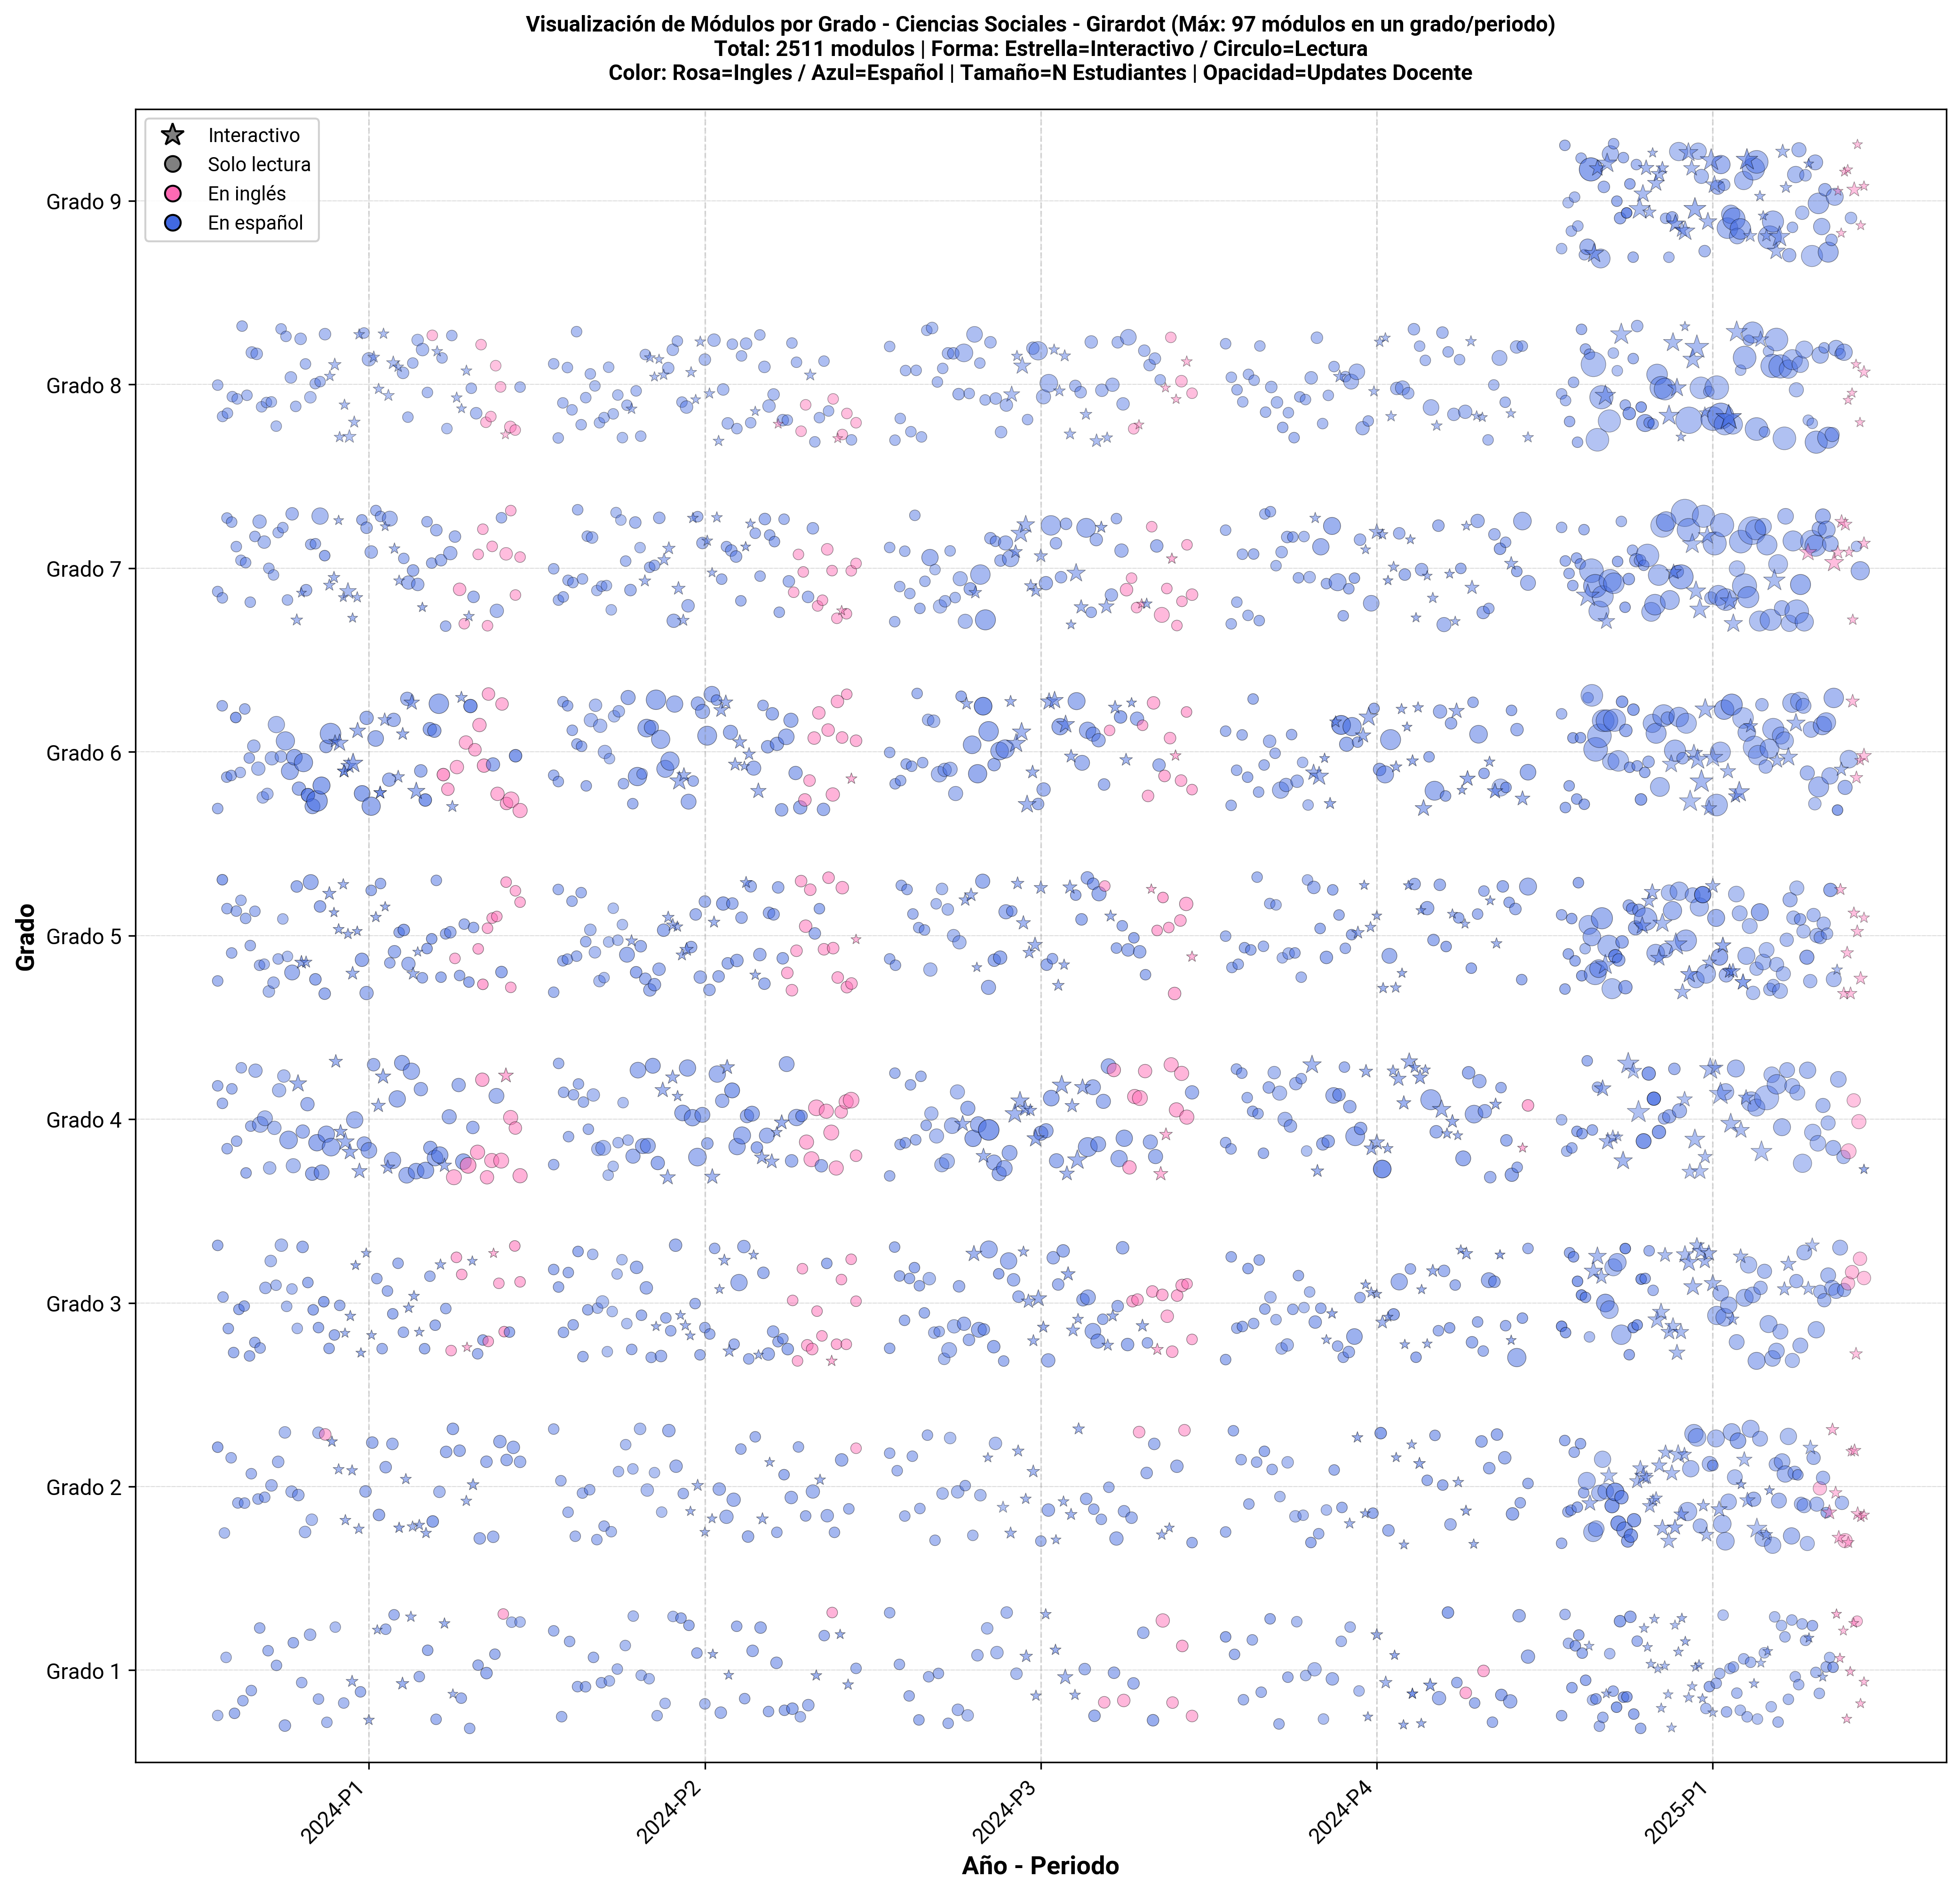 Visualización de Módulos por Grado - Ciencias Sociales - Girardot (Máx: 97 módulos en un grado/periodo)
Total: 2511 modulos | Forma: Estrella=Interactivo / Circulo=Lectura
Color: Rosa=Ingles / Azul=Español | Tamaño=N Estudiantes | Opacidad=Updates Docente
Interactivo
Solo lectura
En inglés
En español
Grado 9
Grado 8
Grado 7
Grado 6
Grado 5
Grado 4
Grado 3
Grado 2
Grado 1
Grado
2024-P1
2024-P2
2024-P3
2024-P4
2025-P1
Año - Periodo